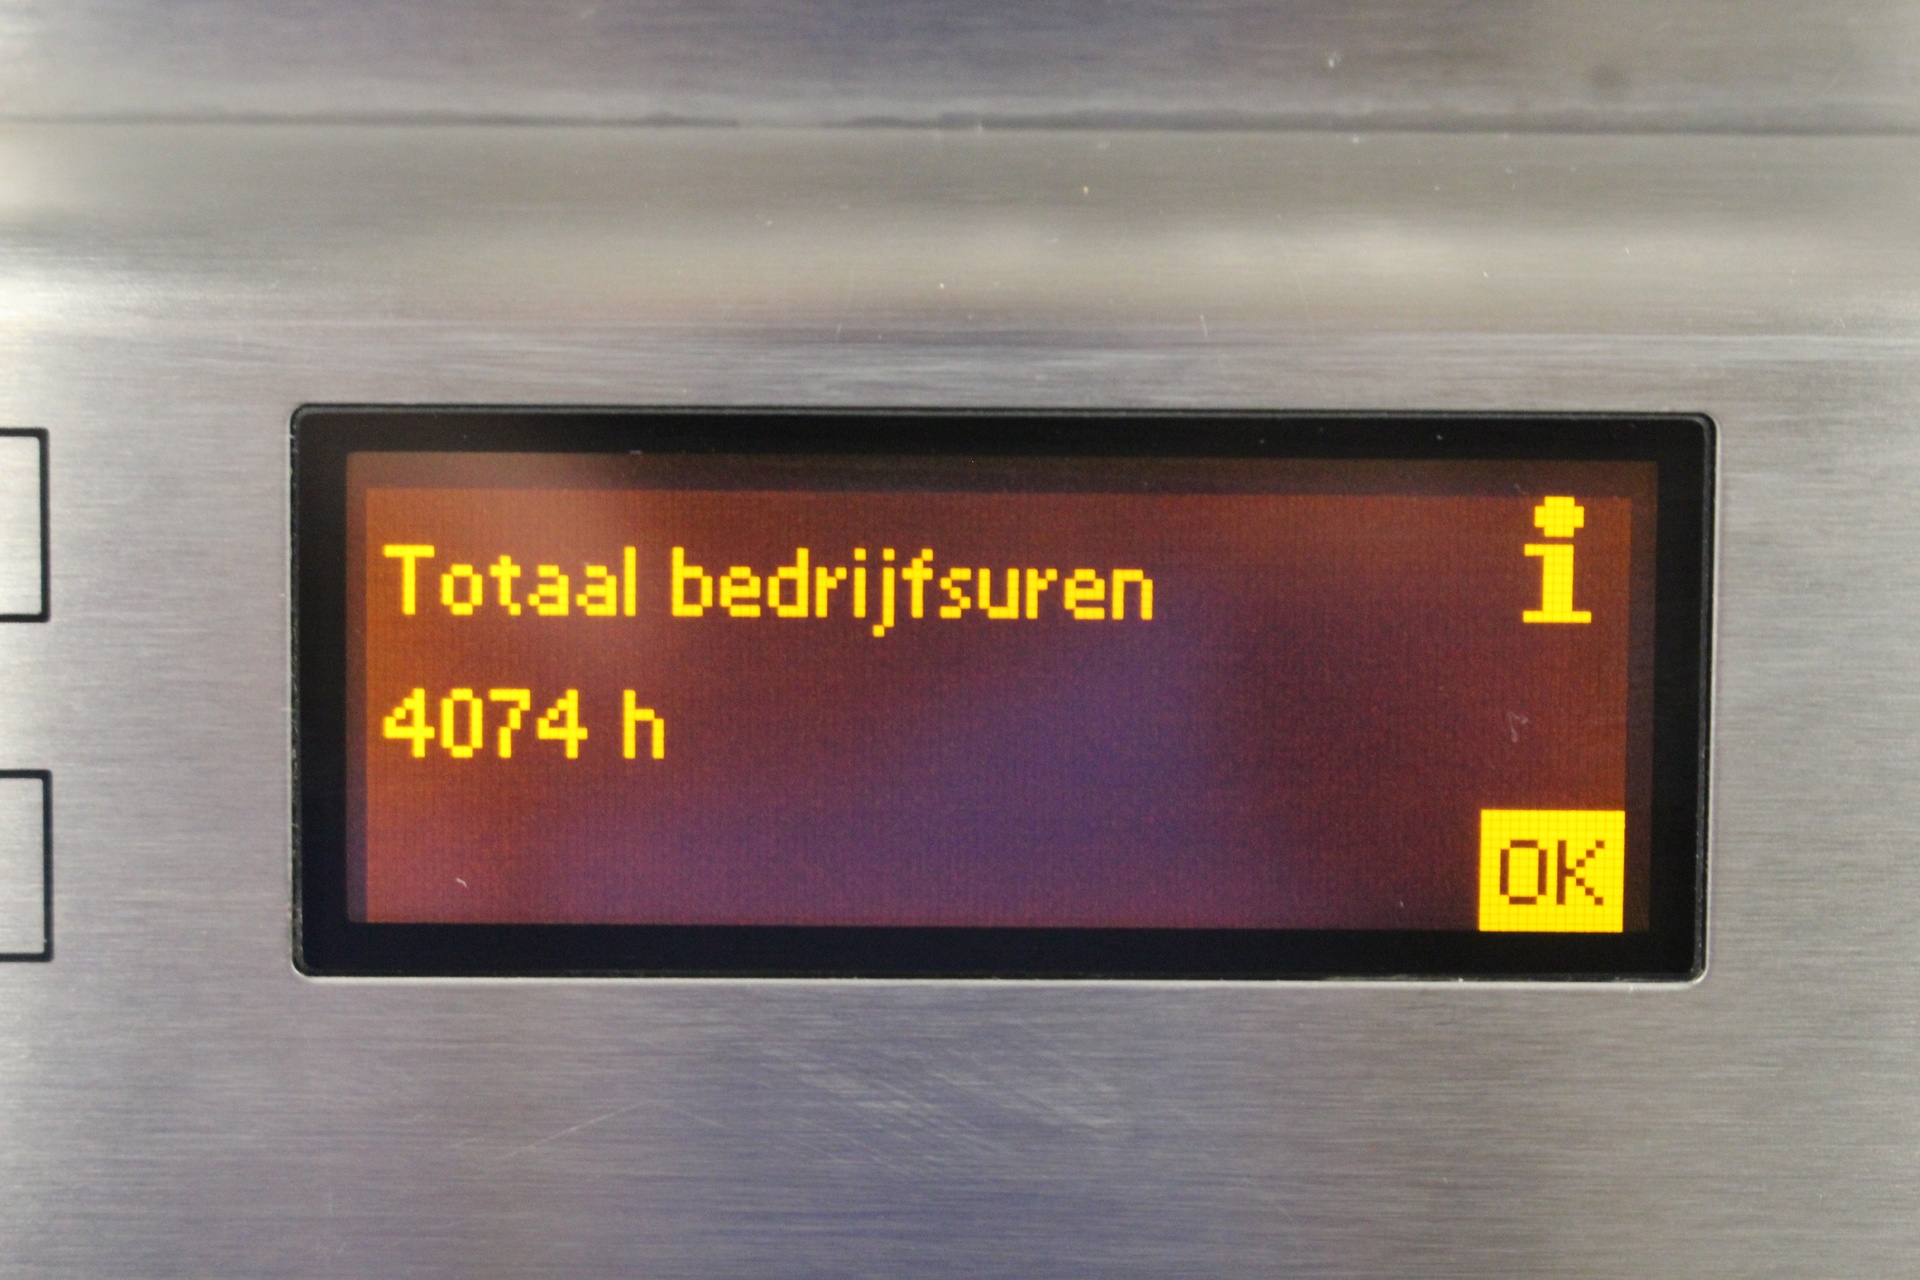 Totaal bedrijfsuren
i
4074 h
OK